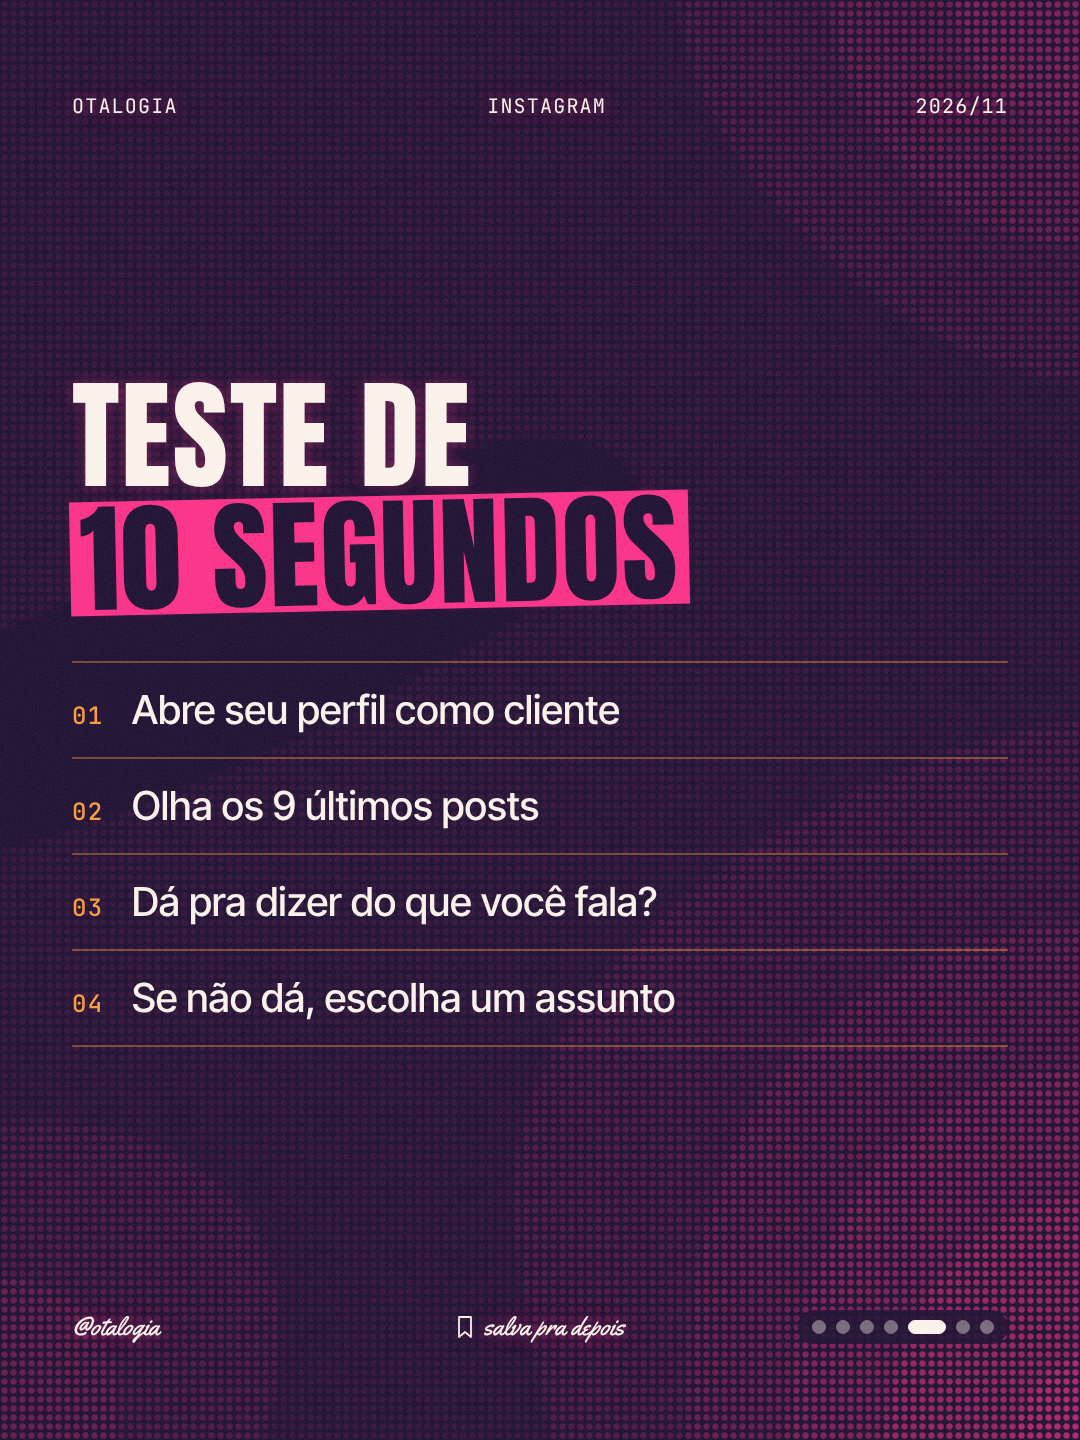 OTALOGIA INSTAGRAM 2026/11
TESTE DE
10 SEGUNDOS
01 Abre seu perfil como cliente
02 Olha os 9 últimos posts
03 Dá pra dizer do que você fala?
04 Se não dá, escolha um assunto
@otalogia salva pra depois